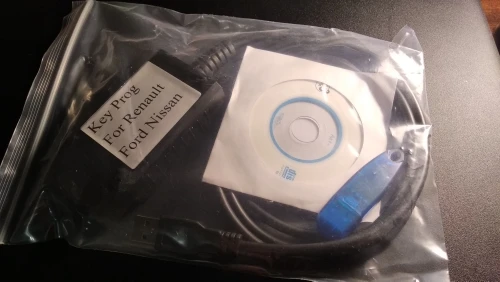 Key Prog
For Renault
Ford Nissan